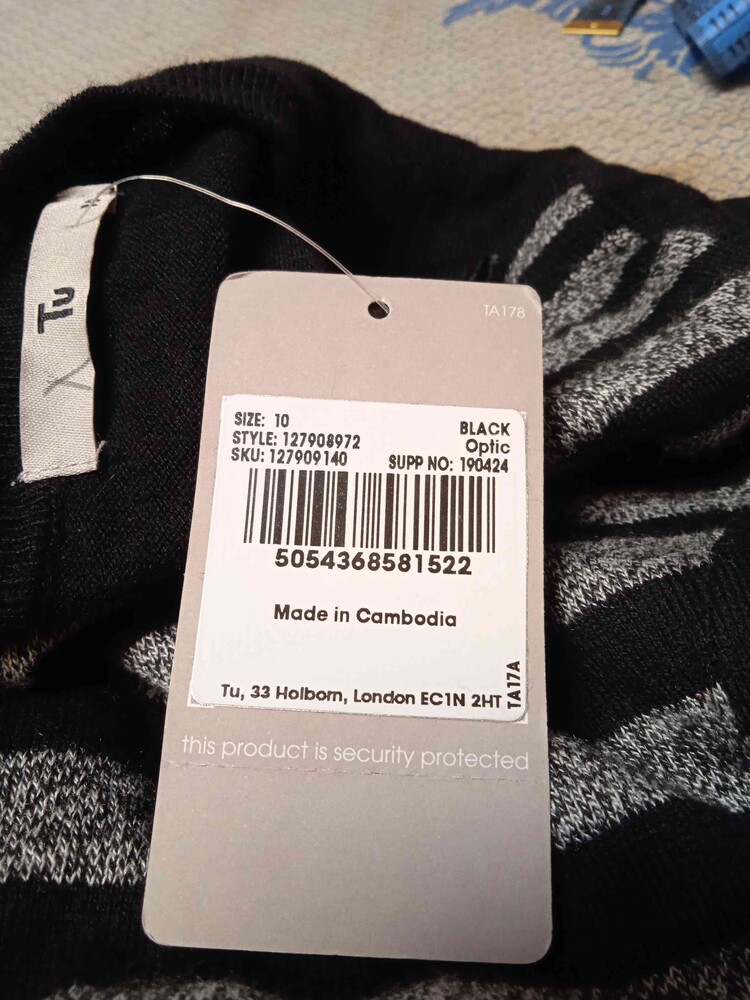 Tu
TA178
SIZE: 10
BLACK
STYLE: 127908972
Optic
SKU: 127909140
SUPP NO: 190424
5054368581522
Made in Cambodia
Tu, 33 Holborn, London EC1N 2HT
TA17A
this product is security protected